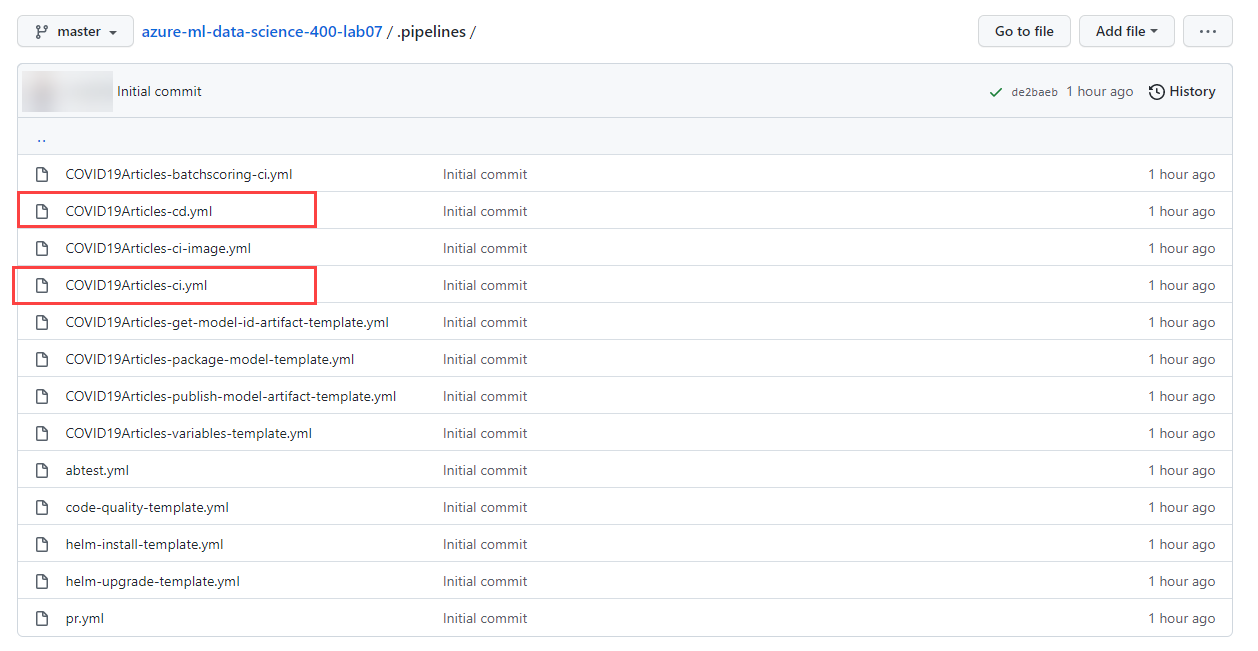 master azure-ml-data-science-400-lab07 / .pipelines / Go to file Add file ...
Initial commit de2baeb 1 hour ago History
..
COVID19Articles-batchscoring-ci.yml Initial commit 1 hour ago
COVID19Articles-cd.yml Initial commit 1 hour ago
COVID19Articles-ci-image.yml Initial commit 1 hour ago
COVID19Articles-ci.yml Initial commit 1 hour ago
COVID19Articles-get-model-id-artifact-template.yml Initial commit 1 hour ago
COVID19Articles-package-model-template.yml Initial commit 1 hour ago
COVID19Articles-publish-model-artifact-template.yml Initial commit 1 hour ago
COVID19Articles-variables-template.yml Initial commit 1 hour ago
abtest.yml Initial commit 1 hour ago
code-quality-template.yml Initial commit 1 hour ago
helm-install-template.yml Initial commit 1 hour ago
helm-upgrade-template.yml Initial commit 1 hour ago
pr.yml Initial commit 1 hour ago